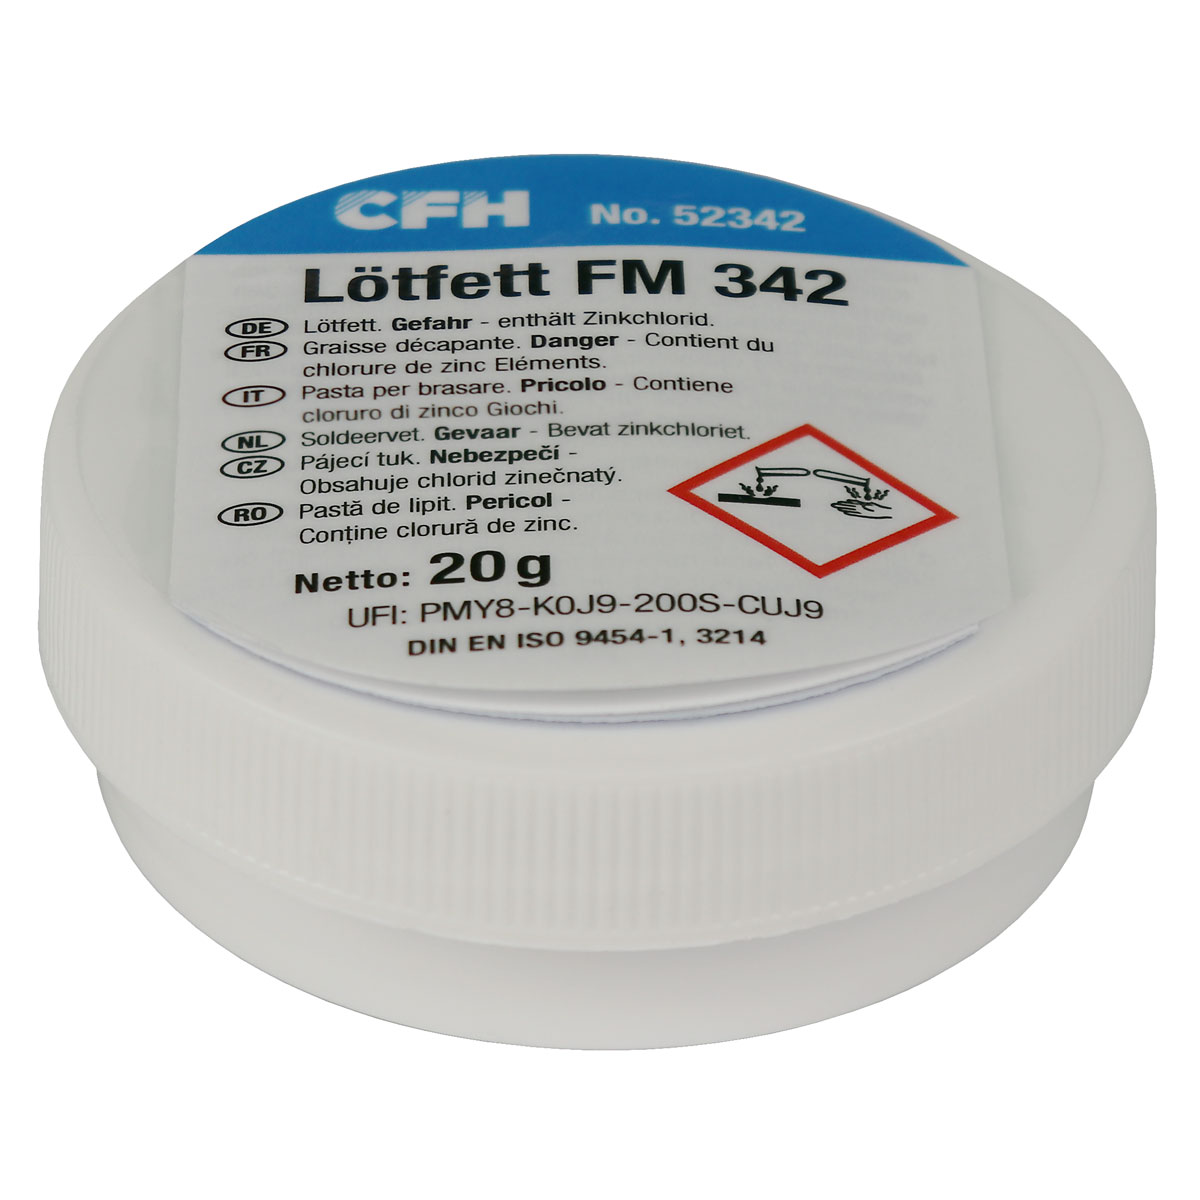 CFH No. 52342
Lötfett FM 342
DE Lötfett. Gefahr - enthält Zinkchlorid.
FR Graisse décapante. Danger - Contient du
chlorure de zinc Eléments.
IT Pasta per brasare. Pricolo - Contiene
cloruro di zinco Giochi.
NL Soldeervet. Gevaar - Bevat zinkchloriet.
CZ Pájecí tuk. Nebezpečí -
Obsahuje chlorid zinečnatý.
RO Pastă de lipit. Pericol -
Conține clorură de zinc.
Netto: 20 g
UFI: PMY8-K0J9-200S-CUJ9
DIN EN ISO 9454-1, 3214